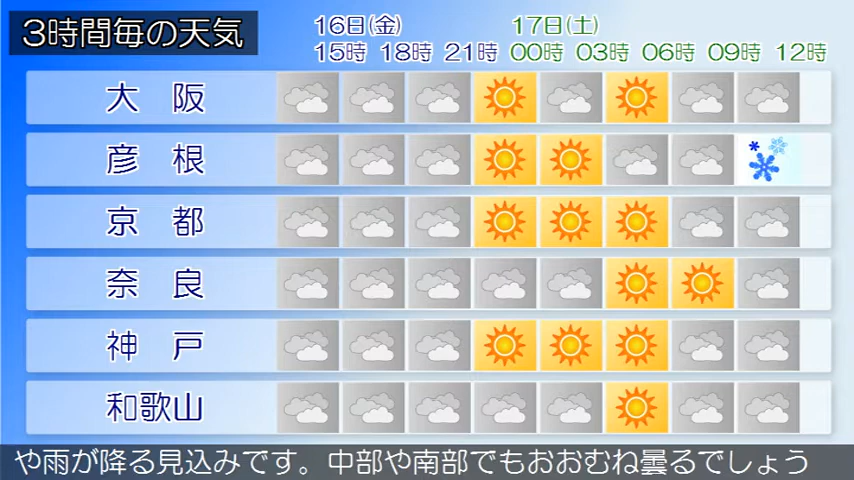 3時間毎の天気
16日(金) 17日(土)
15時 18時 21時 00時 03時 06時 09時 12時
大阪
彦根
京都
奈良
神戸
和歌山
や雨が降る見込みです。中部や南部でもおおむね曇るでしょう